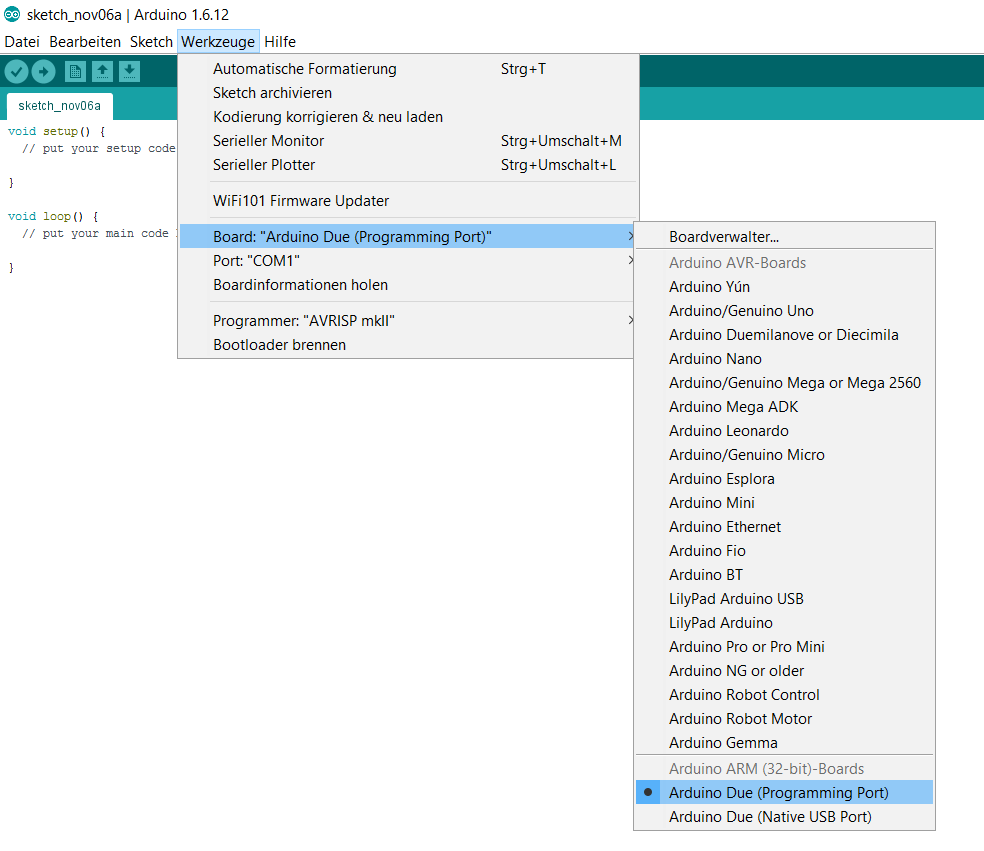 sketch_nov06a | Arduino 1.6.12
Datei Bearbeiten Sketch Werkzeuge Hilfe
sketch_nov06a
void setup() {
// put your setup code
}
void loop() {
// put your main code
}
Automatische Formatierung Strg+T
Sketch archivieren
Kodierung korrigieren & neu laden
Serieller Monitor Strg+Umschalt+M
Serieller Plotter Strg+Umschalt+L
WiFi101 Firmware Updater
Board: "Arduino Due (Programming Port)"
Port: "COM1"
Boardinformationen holen
Programmer: "AVRISP mkII"
Bootloader brennen
Boardverwalter...
Arduino AVR-Boards
Arduino Yún
Arduino/Genuino Uno
Arduino Duemilanove or Diecimila
Arduino Nano
Arduino/Genuino Mega or Mega 2560
Arduino Mega ADK
Arduino Leonardo
Arduino/Genuino Micro
Arduino Esplora
Arduino Mini
Arduino Ethernet
Arduino Fio
Arduino BT
LilyPad Arduino USB
LilyPad Arduino
Arduino Pro or Pro Mini
Arduino NG or older
Arduino Robot Control
Arduino Robot Motor
Arduino Gemma
Arduino ARM (32-bit)-Boards
Arduino Due (Programming Port)
Arduino Due (Native USB Port)